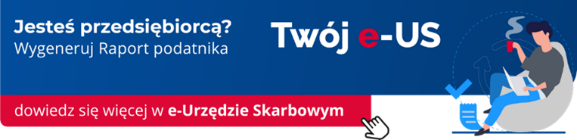 Jesteś przedsiębiorcą?
Wygeneruj Raport podatnika
Twój e-US
dowiedz się więcej w e-Urzędzie Skarbowym